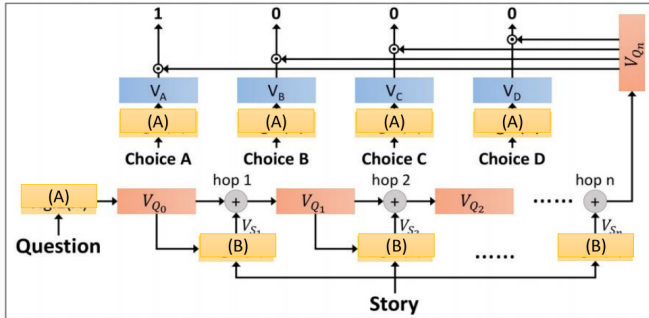 1 0 0 0
V_A V_B V_C V_D V_{Q_n}
(A) (A) (A) (A)
Choice A Choice B Choice C Choice D
hop 1 hop 2 hop n
(A) V_{Q_0} + V_{Q_1} + V_{Q_2} ...... +
V_{S_1} V_{S_2} V_{S_n}
Question (B) (B) ...... (B)
Story